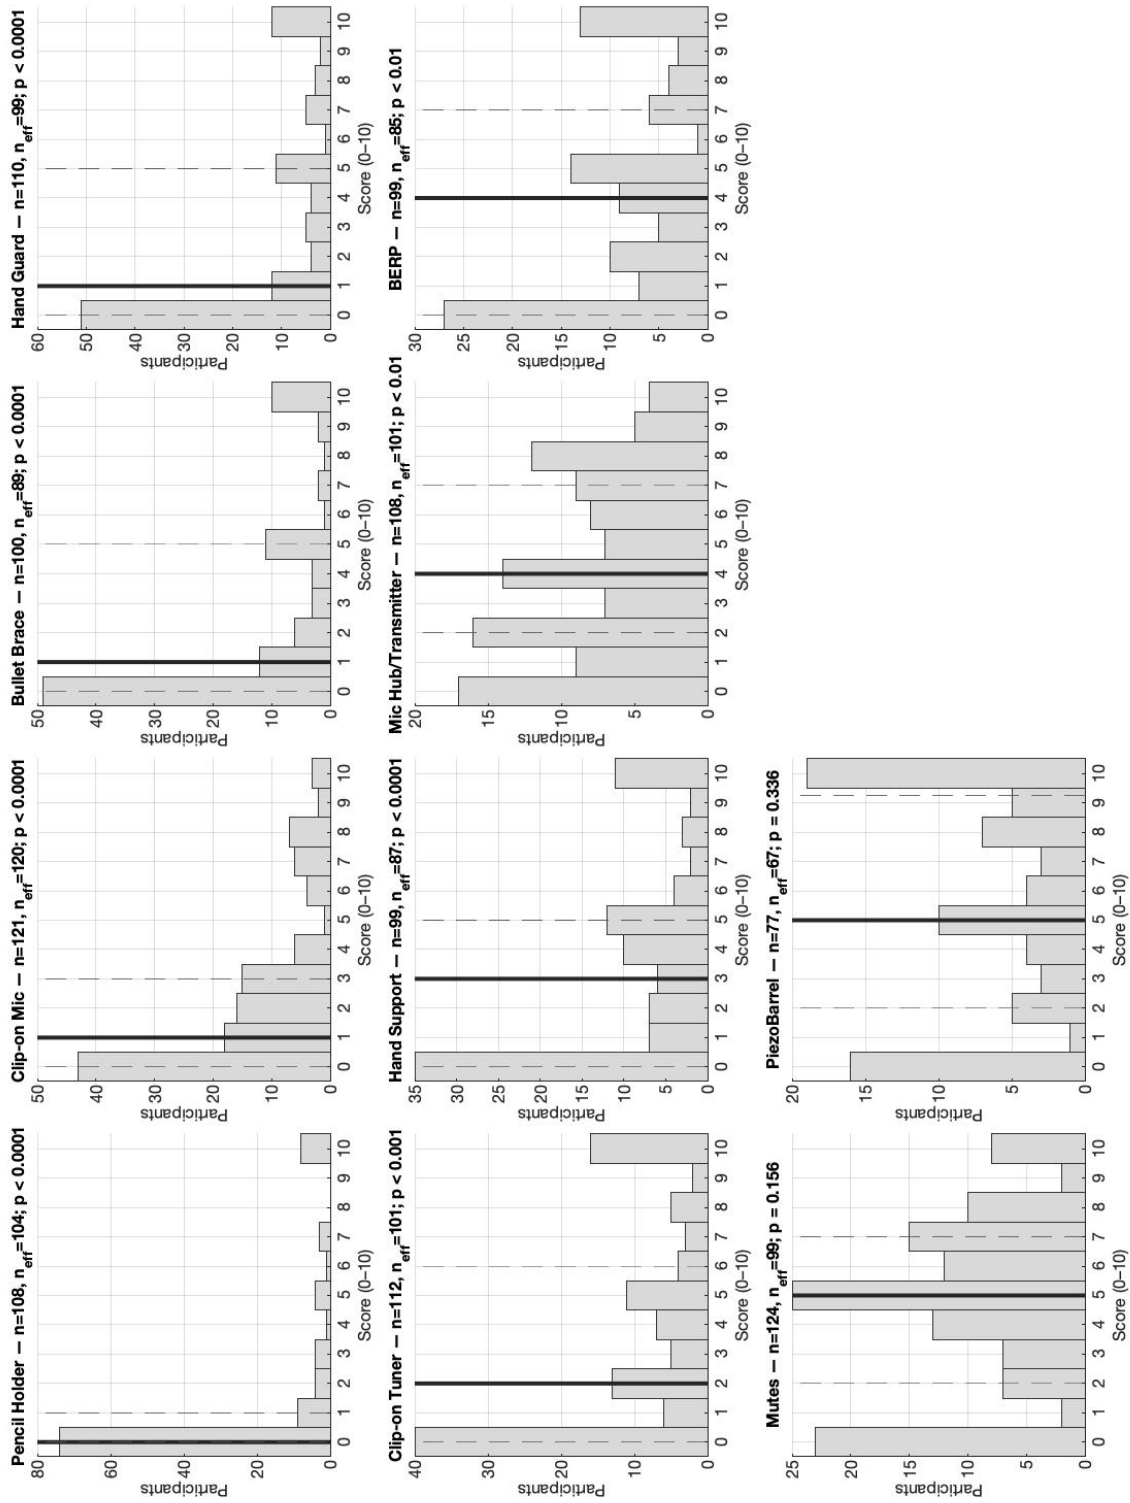 Pencil Holder — n=108, neff=104; p < 0.0001
80
60
40
20
0
Participants
0 1 2 3 4 5 6 7 8 9 10
Score (0–10)
Clip-on Mic — n=121, neff=120; p < 0.0001
50
40
30
20
10
0
Participants
0 1 2 3 4 5 6 7 8 9 10
Score (0–10)
Bullet Brace — n=100, neff=89; p < 0.0001
50
40
30
20
10
0
Participants
0 1 2 3 4 5 6 7 8 9 10
Score (0–10)
Hand Guard — n=110, neff=99; p < 0.0001
60
50
40
30
20
10
0
Participants
0 1 2 3 4 5 6 7 8 9 10
Score (0–10)
Clip-on Tuner — n=112, neff=101; p < 0.001
40
30
20
10
0
Participants
0 1 2 3 4 5 6 7 8 9 10
Score (0–10)
Hand Support — n=99, neff=87; p < 0.0001
35
30
25
20
15
10
5
0
Participants
0 1 2 3 4 5 6 7 8 9 10
Score (0–10)
Mic Hub/Transmitter — n=108, neff=101; p < 0.01
20
15
10
5
0
Participants
0 1 2 3 4 5 6 7 8 9 10
Score (0–10)
BERP — n=99, neff=85; p < 0.01
30
25
20
15
10
5
0
Participants
0 1 2 3 4 5 6 7 8 9 10
Score (0–10)
Mutes — n=124, neff=99; p = 0.156
25
20
15
10
5
0
Participants
0 1 2 3 4 5 6 7 8 9 10
Score (0–10)
PiezoBarrel — n=77, neff=67; p = 0.336
20
15
10
5
0
Participants
0 1 2 3 4 5 6 7 8 9 10
Score (0–10)